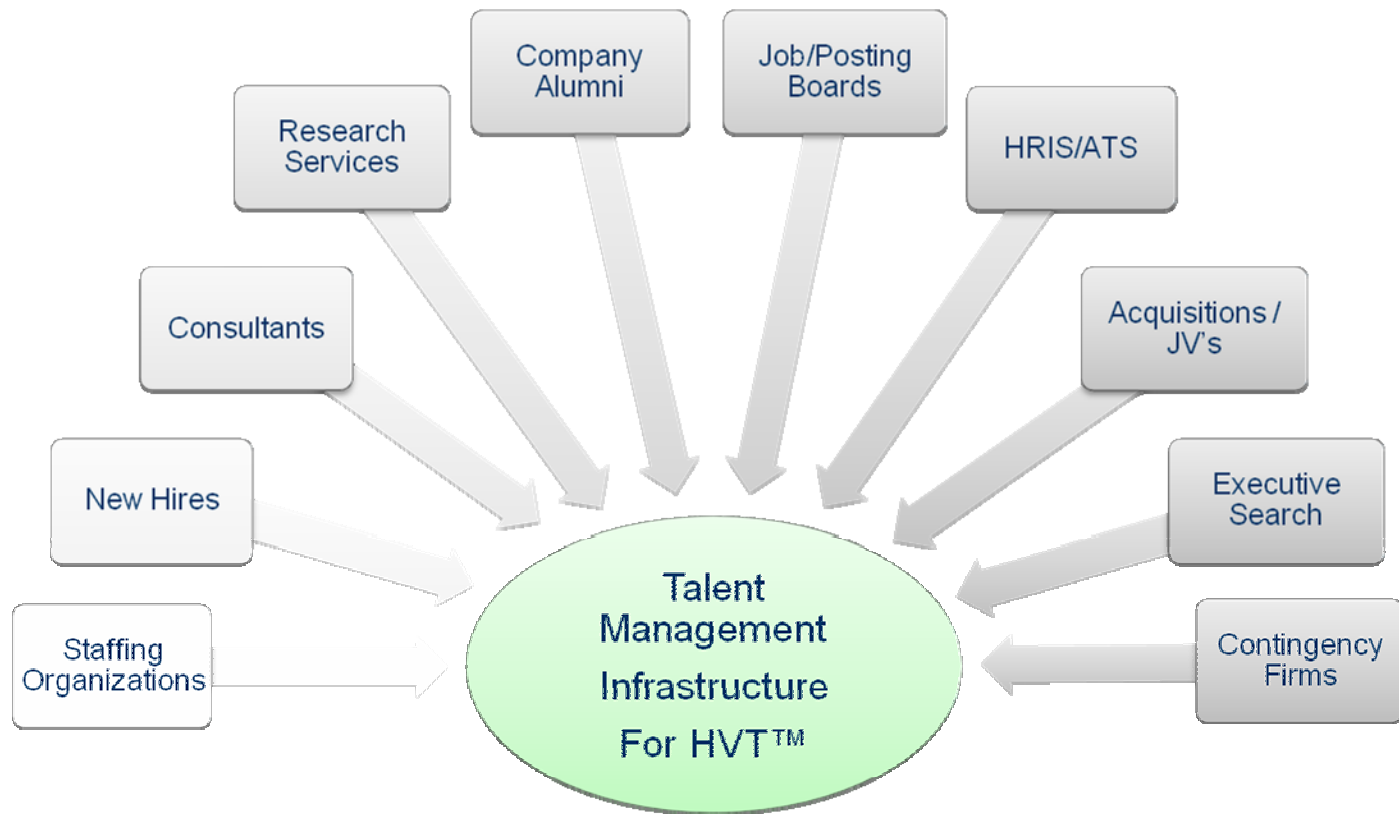 Company
Alumni
Job/Posting
Boards
Research
Services
HRIS/ATS
Consultants
Acquisitions /
JV's
New Hires
Executive
Search
Staffing
Organizations
Contingency
Firms
Talent
Management
Infrastructure
For HVT™